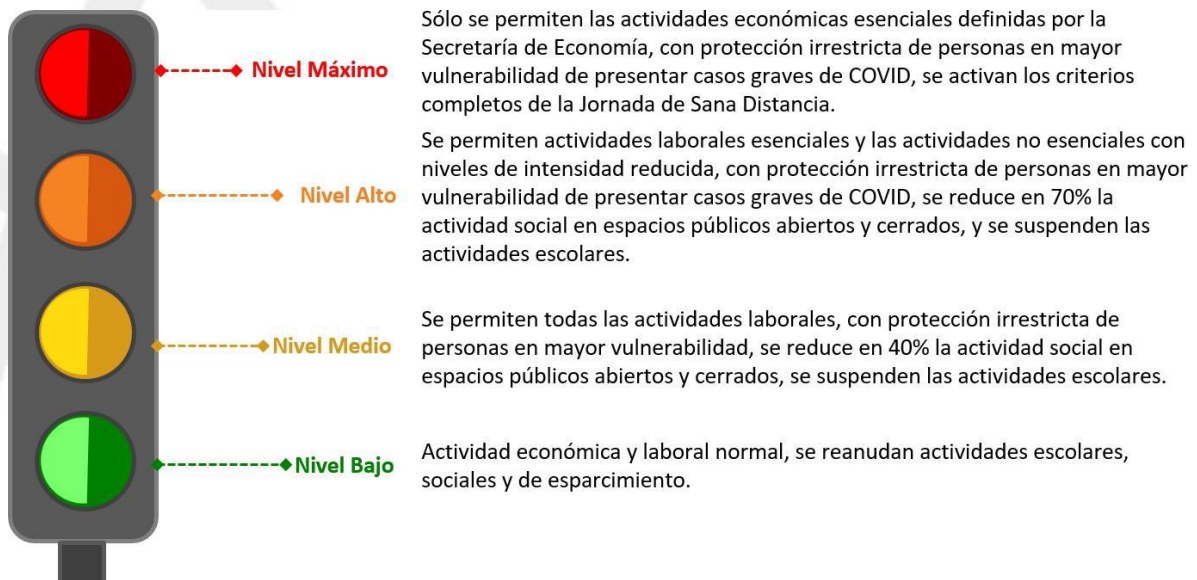 Nivel Máximo
Sólo se permiten las actividades económicas esenciales definidas por la
Secretaría de Economía, con protección irrestricta de personas en mayor
vulnerabilidad de presentar casos graves de COVID, se activan los criterios
completos de la Jornada de Sana Distancia.
Nivel Alto
Se permiten actividades laborales esenciales y las actividades no esenciales con
niveles de intensidad reducida, con protección irrestricta de personas en mayor
vulnerabilidad de presentar casos graves de COVID, se reduce en 70% la
actividad social en espacios públicos abiertos y cerrados, y se suspenden las
actividades escolares.
Nivel Medio
Se permiten todas las actividades laborales, con protección irrestricta de
personas en mayor vulnerabilidad, se reduce en 40% la actividad social en
espacios públicos abiertos y cerrados, se suspenden las actividades escolares.
Nivel Bajo
Actividad económica y laboral normal, se reanudan actividades escolares,
sociales y de esparcimiento.